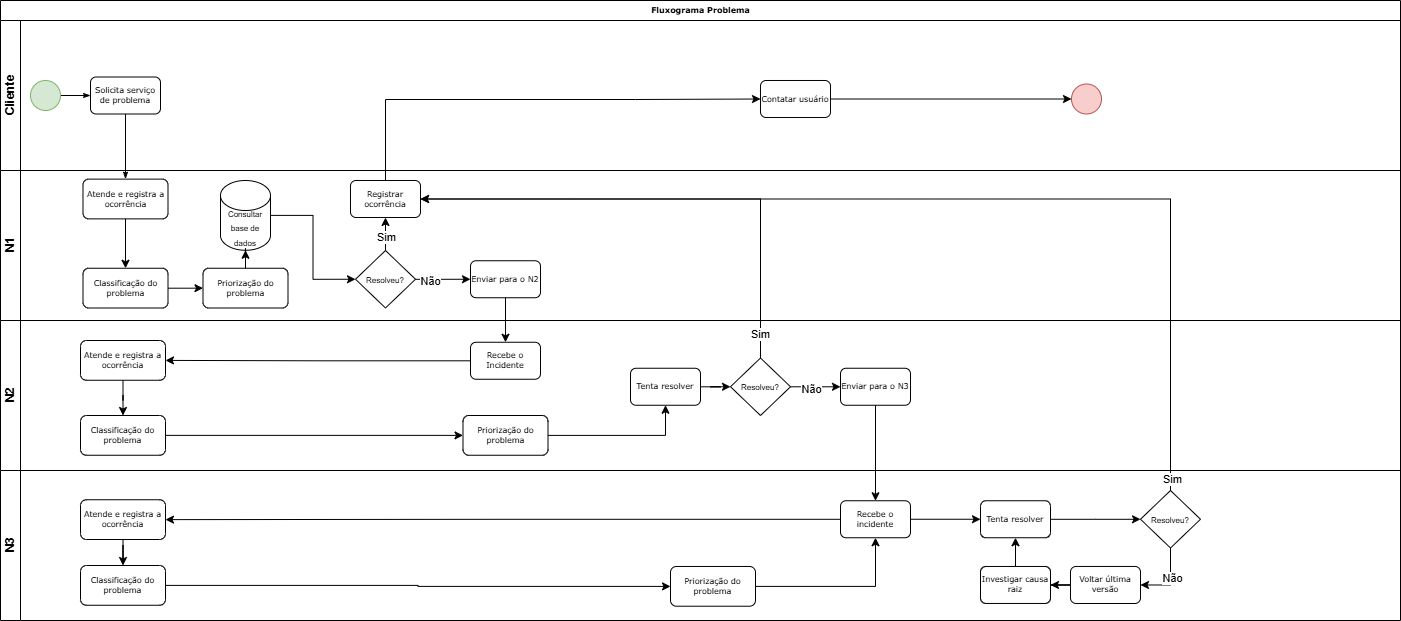 Fluxograma Problema
Cliente
Solicita serviço
de problema
Contatar usuário
N1
Atende e registra a
ocorrência
Classificação do
problema
Priorização do
problema
Consultar
base de
dados
Registrar
ocorrência
Sim
Resolveu?
Não
Enviar para o N2
N2
Recebe o
Incidente
Atende e registra a
ocorrência
Classificação do
problema
Priorização do
problema
Tenta resolver
Sim
Resolveu?
Não
Enviar para o N3
N3
Recebe o
incidente
Atende e registra a
ocorrência
Classificação do
problema
Priorização do
problema
Tenta resolver
Sim
Resolveu?
Não
Voltar última
versão
Investigar causa
raiz